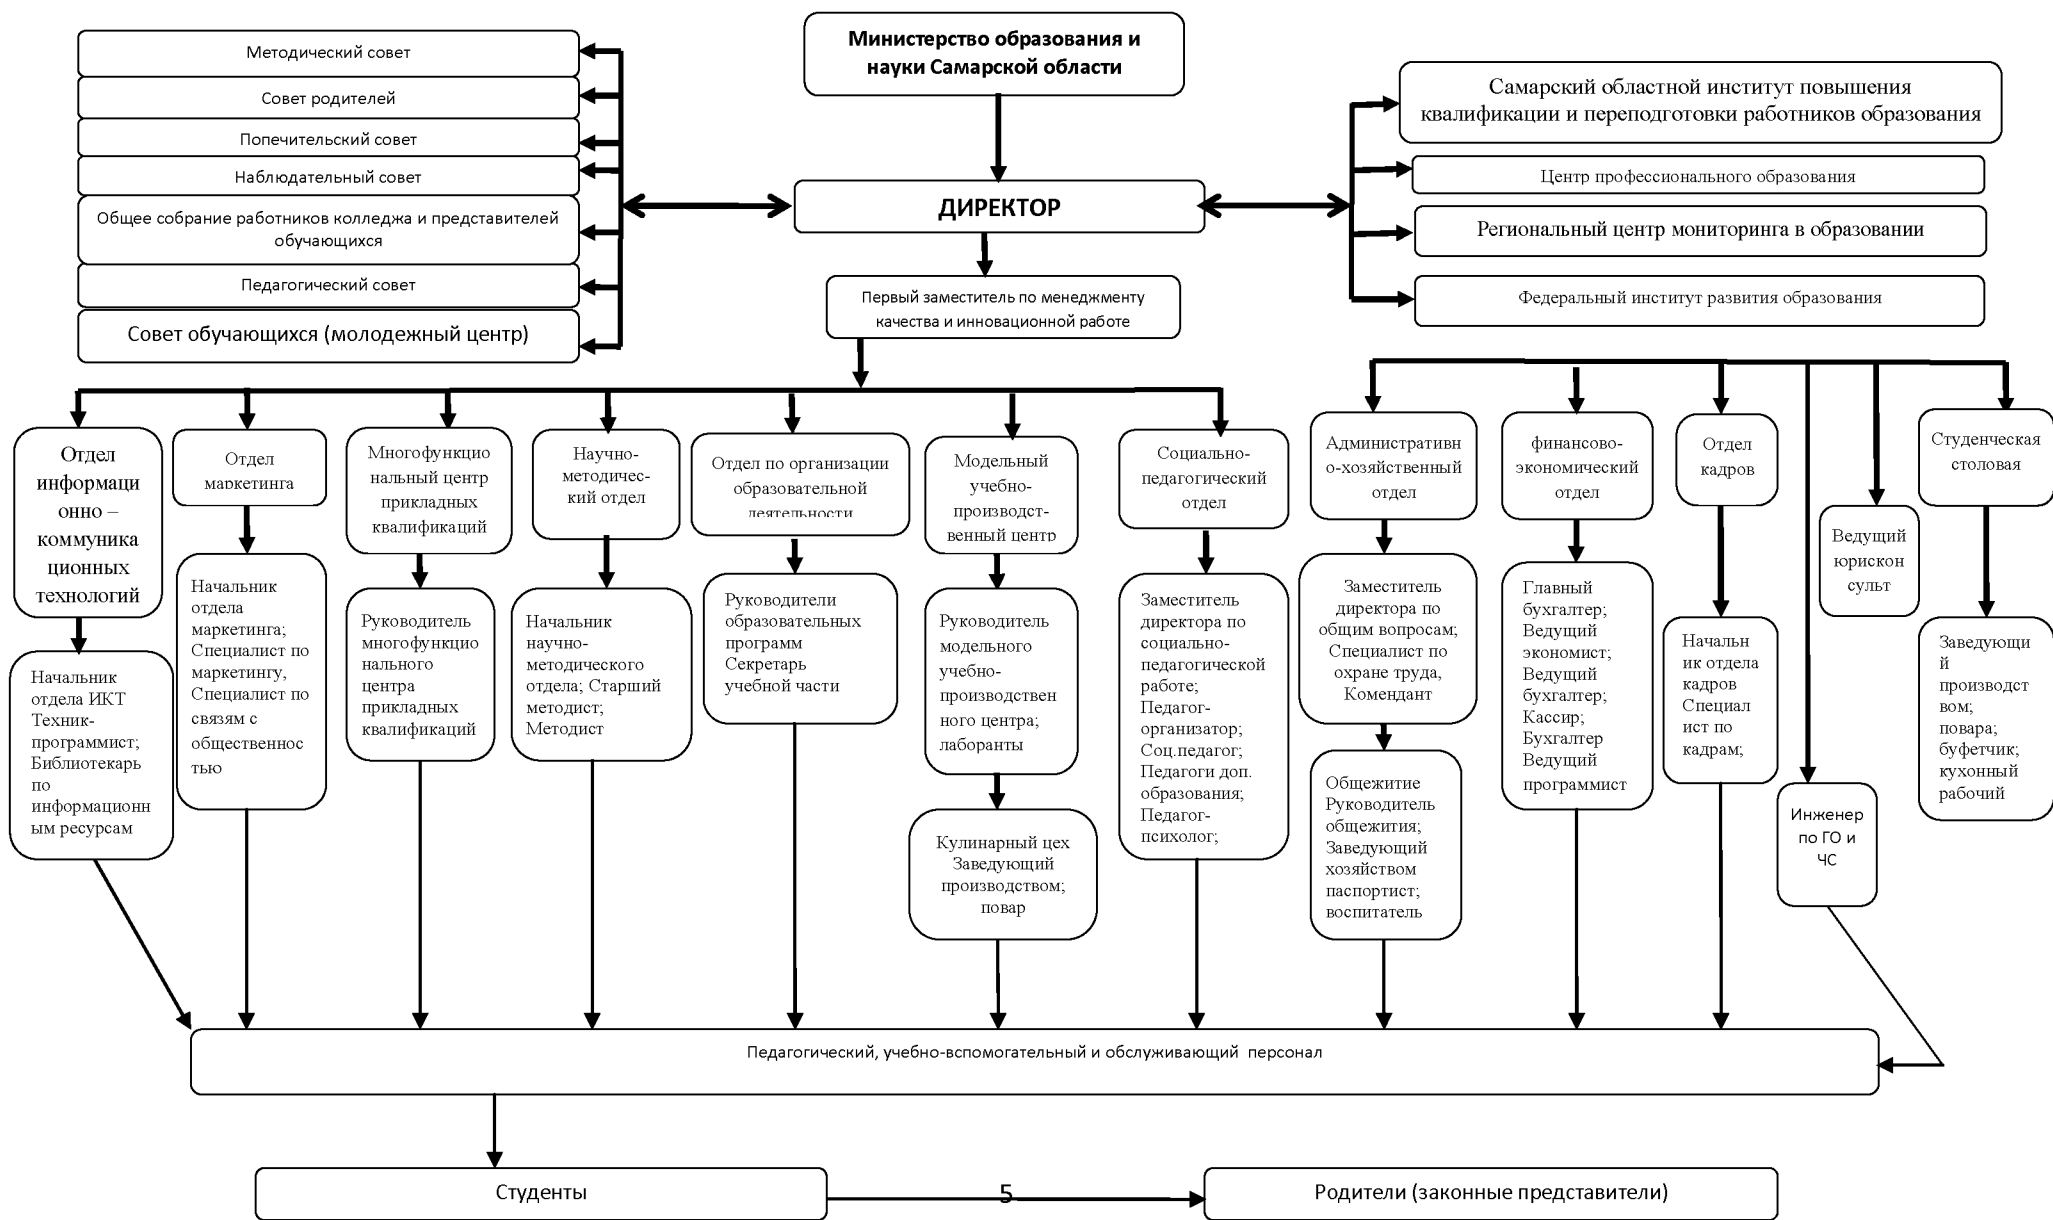 Министерство образования и
науки Самарской области
Методический совет
Совет родителей
Попечительский совет
Наблюдательный совет
Общее собрание работников колледжа и представителей
обучающихся
Педагогический совет
Совет обучающихся (молодежный центр)
ДИРЕКТОР
Самарский областной институт повышения
квалификации и переподготовки работников образования
Центр профессионального образования
Региональный центр мониторинга в образовании
Федеральный институт развития образования
Первый заместитель по менеджменту
качества и инновационной работе
Отдел
информаци
онно –
коммуника
ционных
технологий
Отдел
маркетинга
Многофункцио
нальный центр
прикладных
квалификаций
Научно-
методичес-
кий отдел
Отдел по организации
образовательной
деятельности
Модельный
учебно-
производст-
венный центр
Социально-
педагогический
отдел
Административн
о-хозяйственный
отдел
финансово-
экономический
отдел
Отдел
кадров
Студенческая
столовая
Начальник
отдела ИКТ
Техник-
программист;
Библиотекарь
по
информационн
ым ресурсам
Начальник
отдела
маркетинга;
Специалист по
маркетингу,
Специалист по
связям с
общественнос
тью
Руководитель
многофункцио
нального
центра
прикладных
квалификаций
Начальник
научно-
методического
отдела; Старший
методист;
Методист
Руководители
образовательных
программ
Секретарь
учебной части
Руководитель
модельного
учебно-
производствен
ного центра;
лаборанты
Кулинарный цех
Заведующий
производством;
повар
Заместитель
директора по
социально-
педагогической
работе;
Педагог-
организатор;
Соц.педагог;
Педагоги доп.
образования;
Педагог-
психолог;
Заместитель
директора по
общим вопросам;
Специалист по
охране труда,
Комендант
Общежитие
Руководитель
общежития;
Заведующий
хозяйством
паспортист;
воспитатель
Главный
бухгалтер;
Ведущий
экономист;
Ведущий
бухгалтер;
Кассир;
Бухгалтер
Ведущий
программист
Начальн
ик отдела
кадров
Специал
ист по
кадрам;
Инженер
по ГО и
ЧС
Ведущий
юрискон
сульт
Заведующи
й
производст
вом;
повара;
буфетчик;
кухонный
рабочий
Педагогический, учебно-вспомогательный и обслуживающий персонал
Студенты
5
Родители (законные представители)